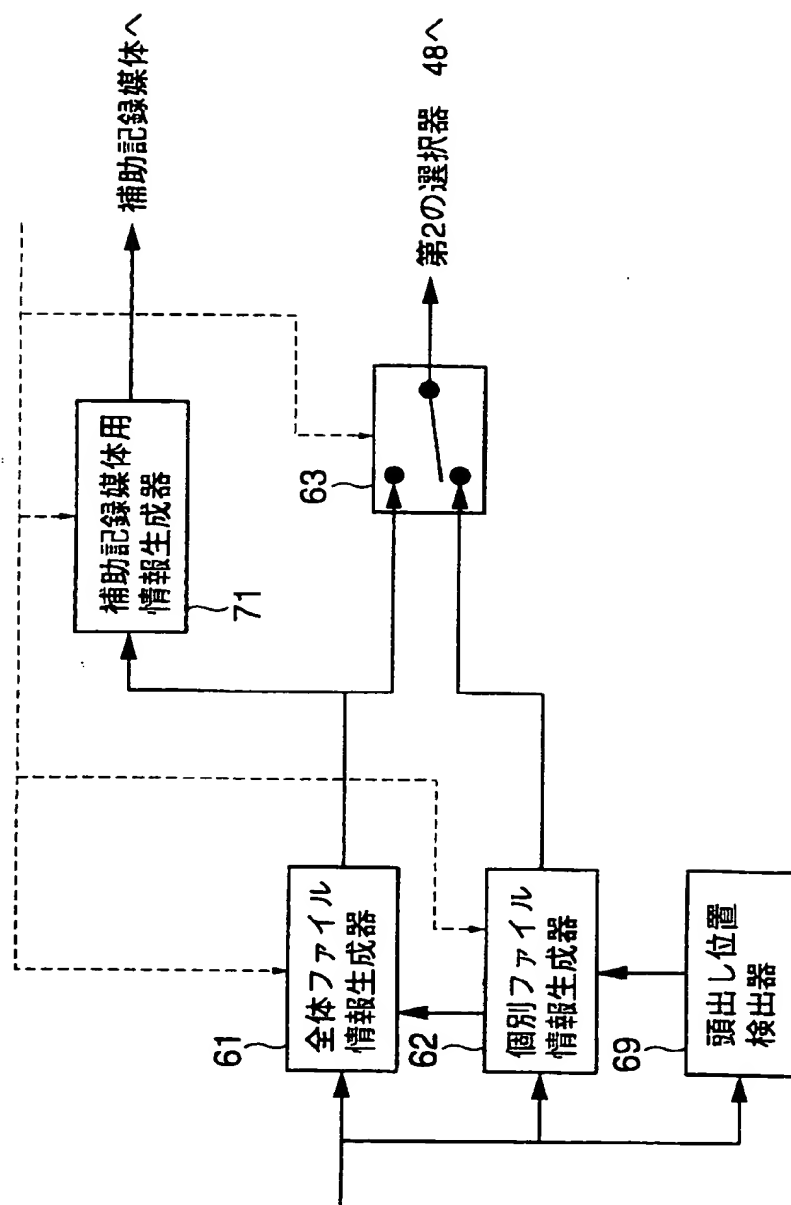 補助記録媒体へ
補助記録媒体用
情報生成器
71
第2の選択器 48へ
63
61
全体ファイル
情報生成器
62
個別ファイル
情報生成器
69
頭出し位置
検出器